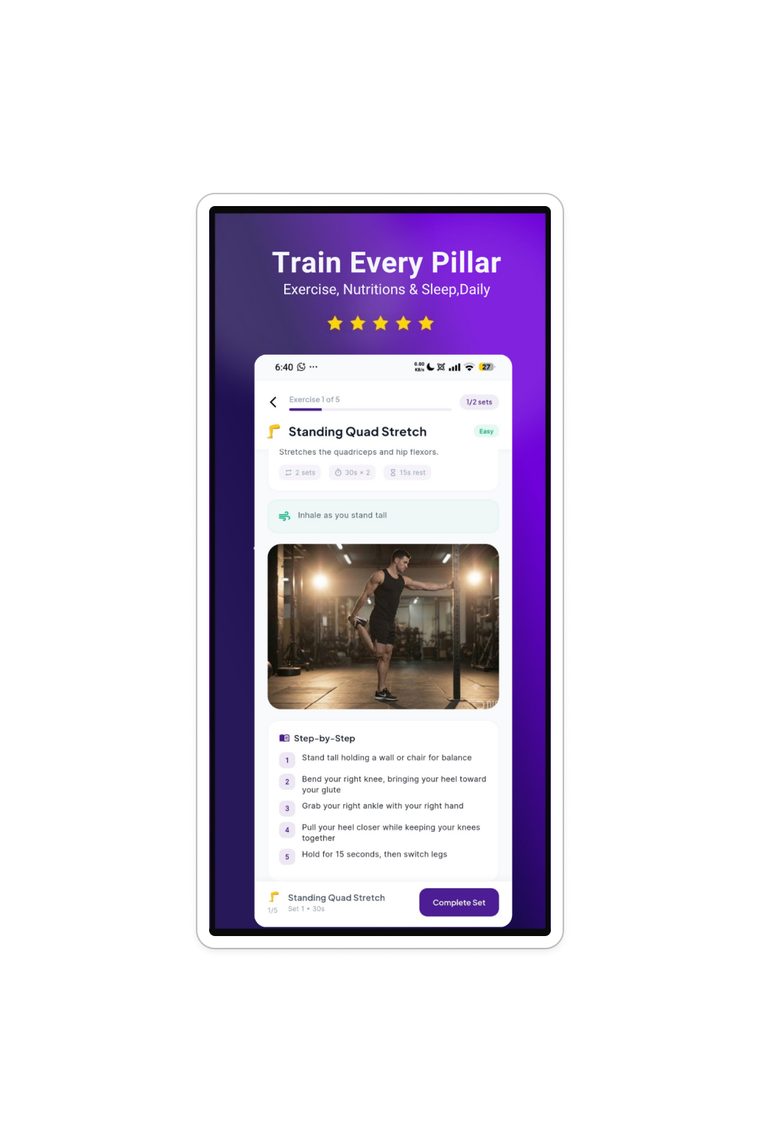 Train Every Pillar
Exercise, Nutritions & Sleep,Daily
6:40
0.00
KB/s
27
Exercise 1 of 5
1/2 sets
Standing Quad Stretch
Easy
Stretches the quadriceps and hip flexors.
2 sets
30s × 2
15s rest
Inhale as you stand tall
Step-by-Step
1 Stand tall holding a wall or chair for balance
2 Bend your right knee, bringing your heel toward
your glute
3 Grab your right ankle with your right hand
4 Pull your heel closer while keeping your knees
together
5 Hold for 15 seconds, then switch legs
Standing Quad Stretch
1/5
Set 1 • 30s
Complete Set